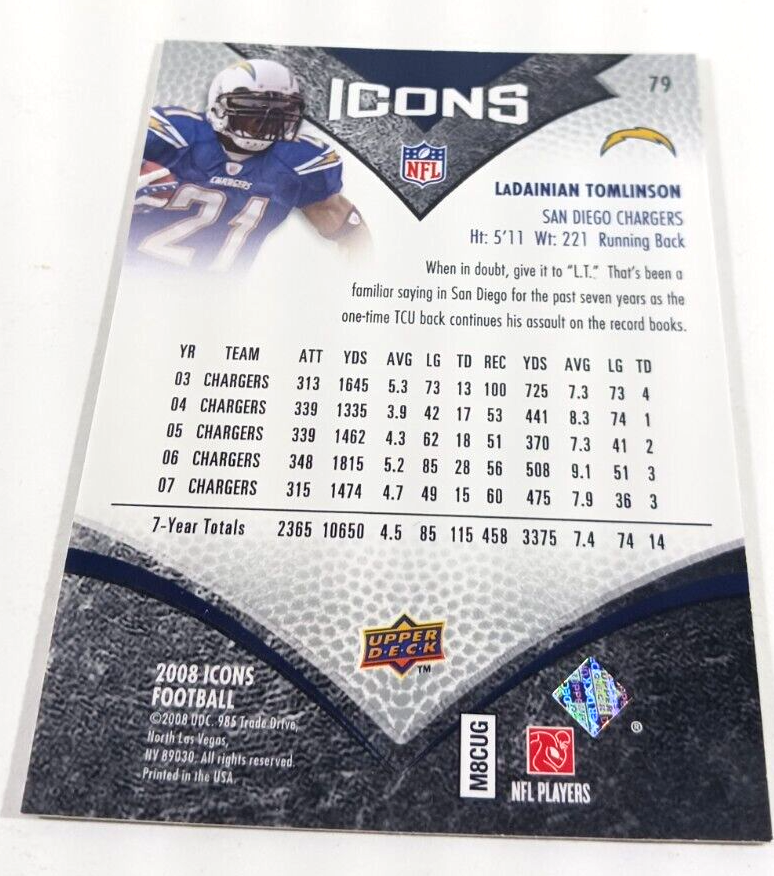 79
ICONS
NFL
CHARGERS
21
LaDAINIAN TOMLINSON
SAN DIEGO CHARGERS
Ht: 5'11 Wt: 221 Running Back
When in doubt, give it to "L.T." That's been a
familiar saying in San Diego for the past seven years as the
one-time TCU back continues his assault on the record books.
YR TEAM ATT YDS AVG LG TD REC YDS AVG LG TD
03 CHARGERS 313 1645 5.3 73 13 100 725 7.3 73 4
04 CHARGERS 339 1335 3.9 42 17 53 441 8.3 74 1
05 CHARGERS 339 1462 4.3 62 18 51 370 7.3 41 2
06 CHARGERS 348 1815 5.2 85 28 56 508 9.1 51 3
07 CHARGERS 315 1474 4.7 49 15 60 475 7.9 36 3
7-Year Totals 2365 10650 4.5 85 115 458 3375 7.4 74 14
UPPER
D·E·C·K
TM
2008 ICONS
FOOTBALL
©2008 UDC. 985 Trade Drive,
North Las Vegas,
NV 89030. All rights reserved.
Printed in the USA.
M8CUG
NFL PLAYERS
®